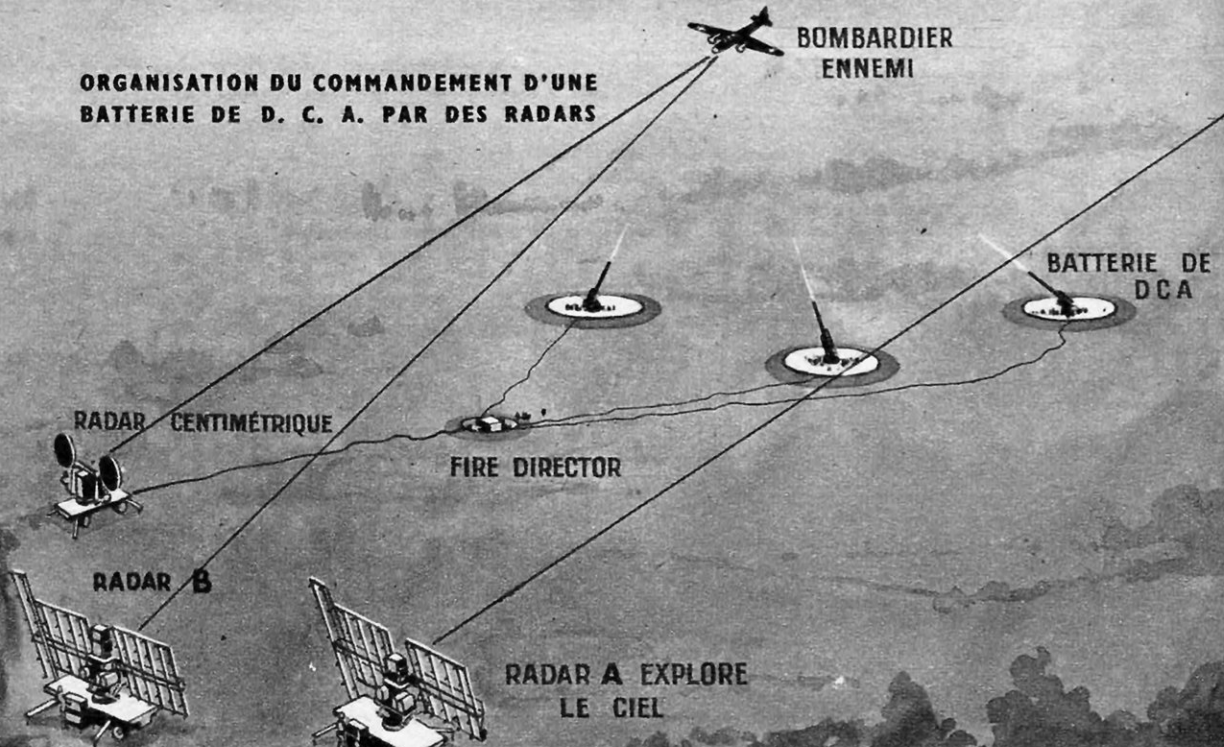 ORGANISATION DU COMMANDEMENT D'UNE
BATTERIE DE D. C. A. PAR DES RADARS
BOMBARDIER
ENNEMI
BATTERIE DE
DCA
RADAR CENTIMÉTRIQUE
FIRE DIRECTOR
RADAR B
RADAR A EXPLORE
LE CIEL